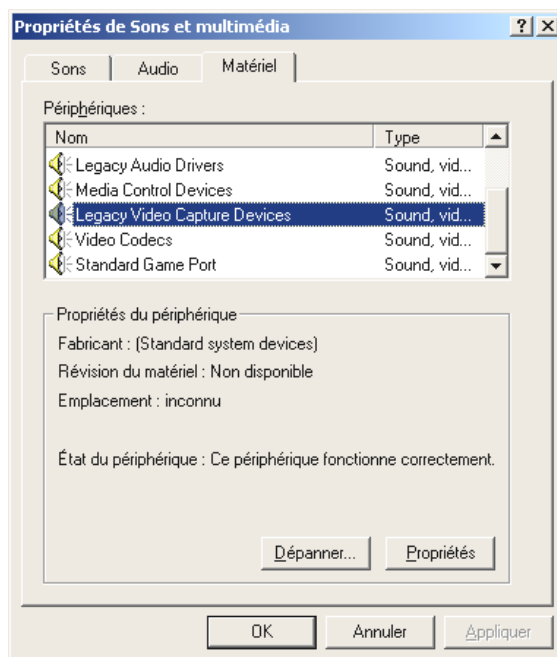 Propriétés de Sons et multimédia
Sons Audio Matériel
Périphériques :
Nom Type
Legacy Audio Drivers Sound, vid...
Media Control Devices Sound, vid...
Legacy Video Capture Devices Sound, vid...
Video Codecs Sound, vid...
Standard Game Port Sound, vid...
Propriétés du périphérique
Fabricant : (Standard system devices)
Révision du matériel : Non disponible
Emplacement : inconnu
État du périphérique : Ce périphérique fonctionne correctement.
Dépanner... Propriétés
OK Annuler Appliquer